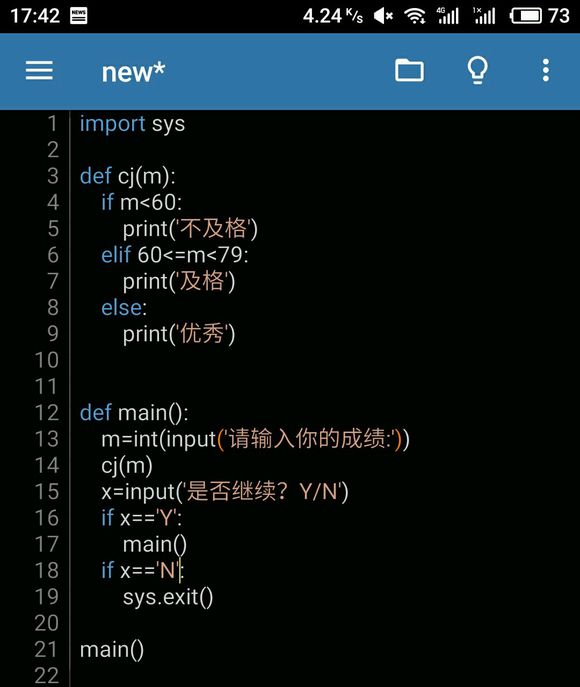 17:42 NEWS 4.24 K/s 4G 1x 73
new*
1 import sys
2
3 def cj(m):
4 if m<60:
5 print('不及格')
6 elif 60<=m<79:
7 print('及格')
8 else:
9 print('优秀')
10
11
12 def main():
13 m=int(input('请输入你的成绩:'))
14 cj(m)
15 x=input('是否继续？Y/N')
16 if x=='Y':
17 main()
18 if x=='N':
19 sys.exit()
20
21 main()
22